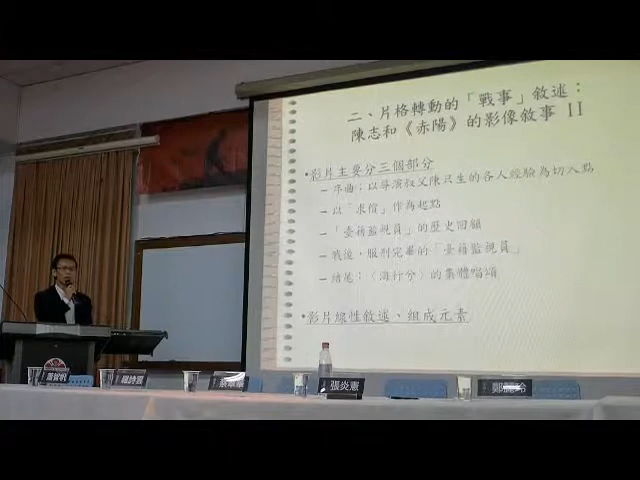 二、片格轉動的「戰事」敘述：
陳志和《赤陽》的影像敘事 II
•影片主要分三個部分
– 序曲：以導演叔父陳只生的各人經驗為切入點
– 以「求償」作為起點
–「臺籍監視員」的歷史回顧
– 戰後，服刑完畢的「臺籍監視員」
– 結尾：〈海行兮〉的集體唱頌
•影片線性敘述、組成元素
張炎憲